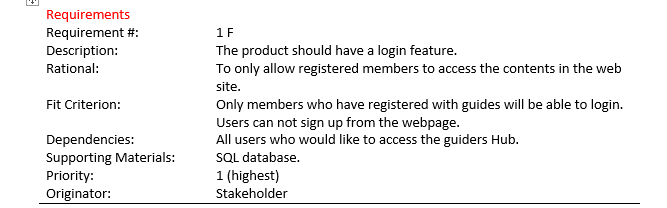 Requirements
Requirement #: 1 F
Description: The product should have a login feature.
Rational: To only allow registered members to access the contents in the web
site.
Fit Criterion: Only members who have registered with guides will be able to login.
Users can not sign up from the webpage.
Dependencies: All users who would like to access the guiders Hub.
Supporting Materials: SQL database.
Priority: 1 (highest)
Originator: Stakeholder